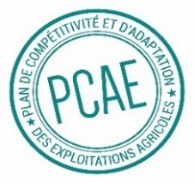 PLAN DE COMPÉTITIVITÉ ET D'ADAPTATION
PCAE
★ DES EXPLOITATIONS AGRICOLES ★